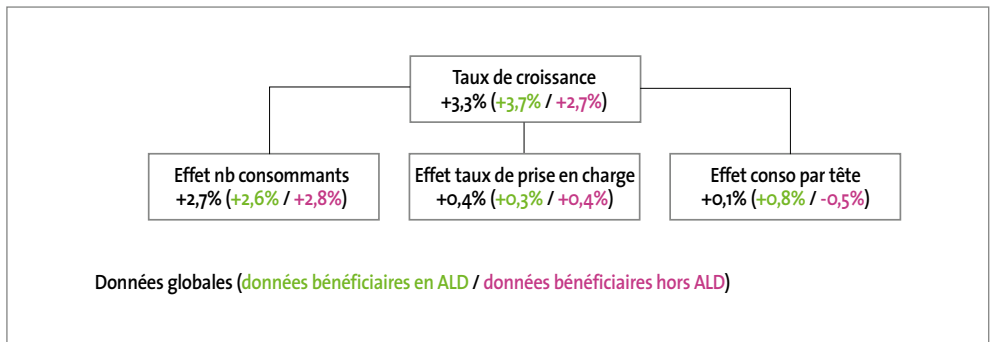 Taux de croissance
+3,3% (+3,7% / +2,7%)
Effet nb consommants
+2,7% (+2,6% / +2,8%)
Effet taux de prise en charge
+0,4% (+0,3% / +0,4%)
Effet conso par tête
+0,1% (+0,8% / -0,5%)
Données globales (données bénéficiaires en ALD / données bénéficiaires hors ALD)